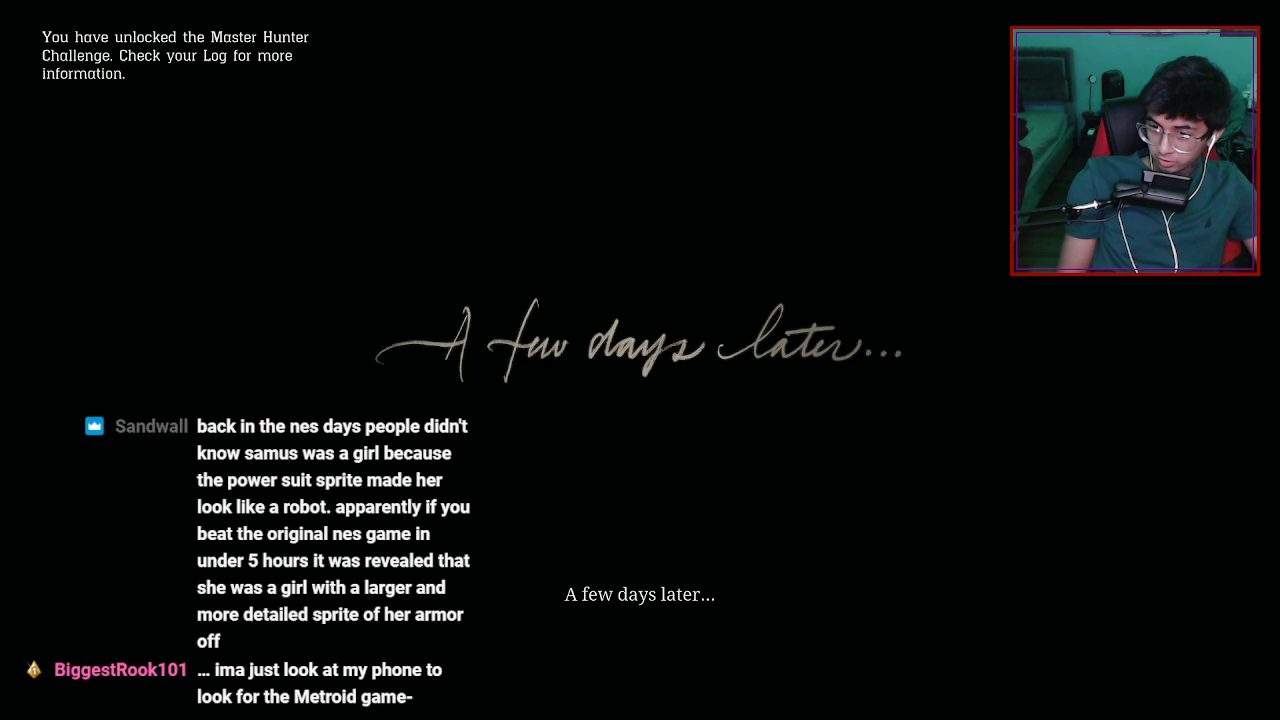 You have unlocked the Master Hunter
Challenge. Check your Log for more
information.
A few days later...
Sandwall back in the nes days people didn't
know samus was a girl because
the power suit sprite made her
look like a robot. apparently if you
beat the original nes game in
under 5 hours it was revealed that
she was a girl with a larger and
more detailed sprite of her armor
off
A few days later...
BiggestRook101 ... ima just look at my phone to
look for the Metroid game-